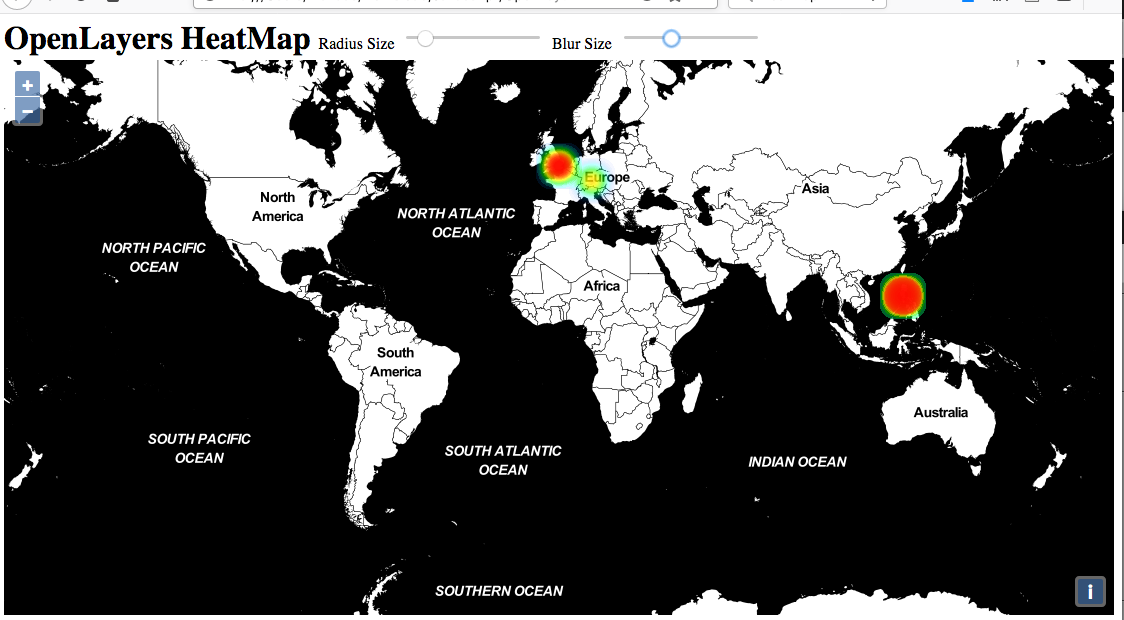 OpenLayers HeatMap Radius Size Blur Size
+
−
Europe
Asia
North
America
NORTH ATLANTIC
OCEAN
NORTH PACIFIC
OCEAN
Africa
South
America
Australia
SOUTH PACIFIC
OCEAN
SOUTH ATLANTIC
OCEAN
INDIAN OCEAN
SOUTHERN OCEAN
i